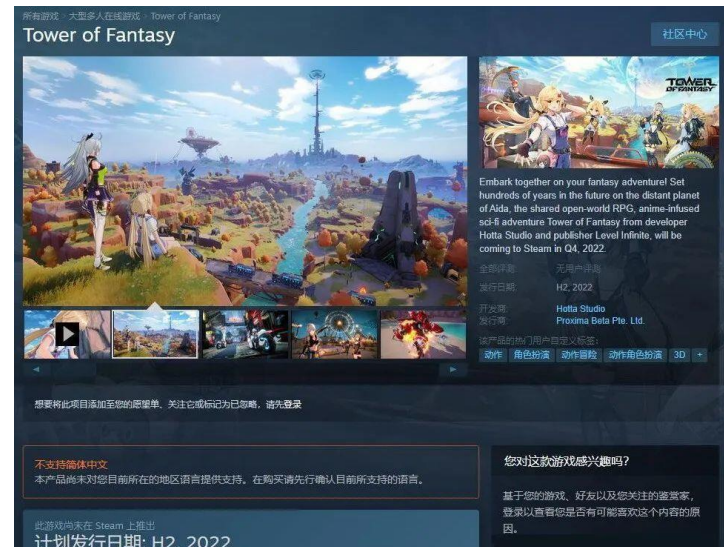 所有游戏 > 大型多人在线游戏 > Tower of Fantasy
Tower of Fantasy
社区中心
TOWER
OF FANTASY
Embark together on your fantasy adventure! Set
hundreds of years in the future on the distant planet
of Aida, the shared open-world RPG, anime-infused
sci-fi adventure Tower of Fantasy from developer
Hotta Studio and publisher Level Infinite, will be
coming to Steam in Q4, 2022.
全部评测: 无用户评测
发行日期: H2, 2022
开发商: Hotta Studio
发行商: Proxima Beta Pte. Ltd.
该产品的热门用户自定义标签:
动作 角色扮演 动作冒险 动作角色扮演 3D +
想要将此项目添加至您的愿望单、关注它或标记为已忽略，请先登录
不支持简体中文
本产品尚未对您目前所在的地区语言提供支持。在购买请先行确认目前所支持的语言。
您对这款游戏感兴趣吗？
基于您的游戏、好友以及您关注的鉴赏家，
登录以查看您是否有可能喜欢这个内容的原
因。
此游戏尚未在 Steam 上推出
计划发行日期: H2, 2022